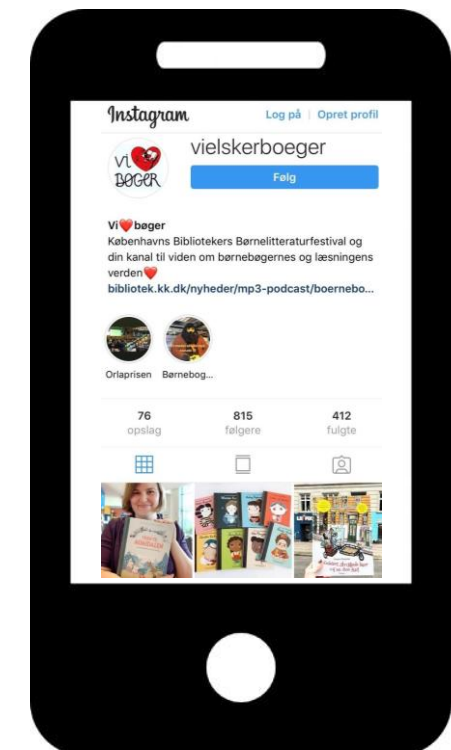 Instagram
Log på | Opret profil
Vi
BØGER
vielskerboeger
Følg
Vi❤️bøger
Københavns Bibliotekers Børnelitteraturfestival og
din kanal til viden om børnebøgernes og læsningens
verden❤️
bibliotek.kk.dk/nyheder/mp3-podcast/boernebo...
Orlaprisen Børnebog...
76 815 412
opslag følgere fulgte